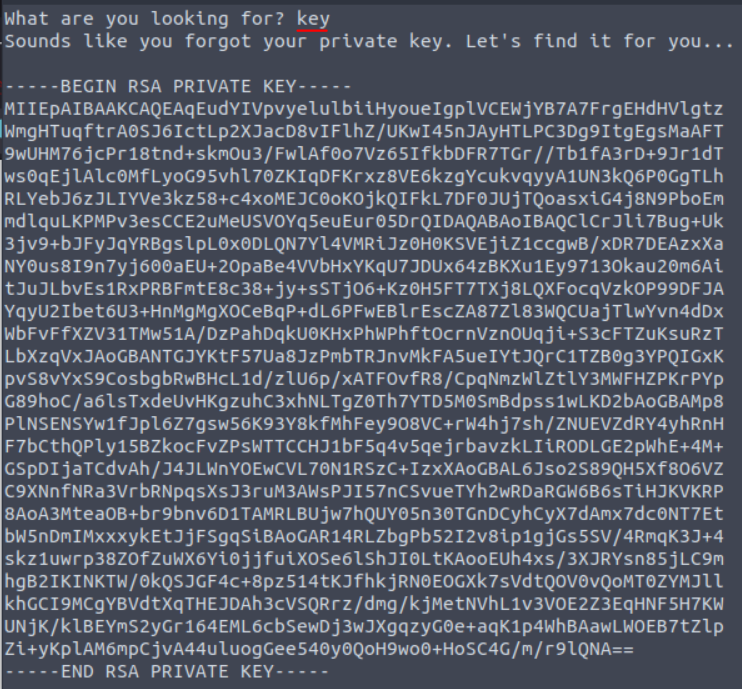 What are you looking for? key
Sounds like you forgot your private key. Let's find it for you...
-----BEGIN RSA PRIVATE KEY-----
MIIEpAIBAAKCAQEAqEudYIVpvyelulbiiHyoueIgplVCEWjYB7A7FrgEHdHVlgtz
WmgHTuqftrA0SJ6IctLp2XJacD8vIFlhZ/UKwI45nJAyHTLPC3Dg9ItgEgsMaAFT
9wUHM76jcPr18tnd+skmOu3/FwlAf0o7Vz65IfkbDFR7TGr//Tb1fA3rD+9Jr1dT
ws0qEjlAlc0MfLyoG95vhl70ZKIqDFKrxz8VE6kzgYcukvqyyA1UN3kQ6P0GgTLh
RLYebJ6zJLIYVe3kz58+c4xoMEJC0oKOjkQIFkL7DF0JUjTQoasxiG4j8N9PboEm
mdlquLKPMPv3esCCE2uMeUSVOYq5euEur05DrQIDAQABAoIBAQClCrJli7Bug+Uk
3jv9+bJFyJqYRBgslpL0x0DLQN7Yl4VMRiJz0H0KSVEjiZ1ccgwB/xDR7DEAzxXa
NY0us8I9n7yj600aEU+2OpaBe4VVbHxYKqU7JDUx64zBKXu1Ey9713Okau20m6Ai
tJuJLbvEs1RxPRBFmtE8c38+jy+sSTjO6+Kz0H5FT7TXj8LQXFocqVzkOP99DFJA
YqyU2Ibet6U3+HnMgMgXOCeBqP+dL6PFwEBlrEscZA87Zl83WQCUajTlwYvn4dDx
WbFvFfXZV31TMw51A/DzPahDqkU0KHxPhWPhftOcrnVznOUqji+S3cFTZuKsuRzT
LbXzqVxJAoGBANTGJYKtF57Ua8JzPmbTRJnvMkFA5ueIYtJQrC1TZB0g3YPQIGxK
pvS8vYxS9CosbgbRwBHcL1d/zlU6p/xATFOvfR8/CpqNmzWlZtlY3MWFHZPKrPYp
G89hoC/a6lsTxdeUvHKgzuhC3xhNLTgZ0Th7YTD5M0SmBdpss1wLKD2bAoGBAMp8
PlNSENSYw1fJpl6Z7gsw56K93Y8kfMhFey9O8VC+rW4hj7sh/ZNUEVZdRY4yhRnH
F7bCthQPly15BZkocFvZPsWTTCCHJ1bF5q4v5qejrbavzkLIiRODLGE2pWhE+4M+
GSpDIjaTCdvAh/J4JLWnYOEwCVL70N1RSzC+IzxXAoGBAL6Jso2S89QH5Xf8O6VZ
C9XNnfNRa3VrbRNpqsXsJ3ruM3AWsPJI57nCSvueTYh2wRDaRGW6B6sTiHJKVKRP
8AoA3MteaOB+br9bnv6D1TAMRLBUjw7hQUY05n30TGnDCyhCyX7dAmx7dc0NT7Et
bW5nDmIMxxxykEtJjFSgqSiBAoGAR14RLZbgPb52I2v8ip1gjGs5SV/4RmqK3J+4
skz1uwrp38ZOfZuWX6Yi0jjfuiXOSe6lShJI0LtKAooEUh4xs/3XJRYsn85jLC9m
hgB2IKINKTW/0kQSJGF4c+8pz514tKJfhkjRN0EOGXk7sVdtQOV0vQoMT0ZYMJll
khGCI9MCgYBVdtXqTHEJDAh3cVSQRrz/dmg/kjMetNVhL1v3VOE2Z3EqHNF5H7KW
UNjK/klBEYmS2yGr164EML6cbSewDj3wJXgqzyG0e+aqK1p4WhBAawLWOEB7tZlp
Zi+yKplAM6mpCjvA44uluogGee540y0QoH9wo0+HoSC4G/m/r9lQNA==
-----END RSA PRIVATE KEY-----